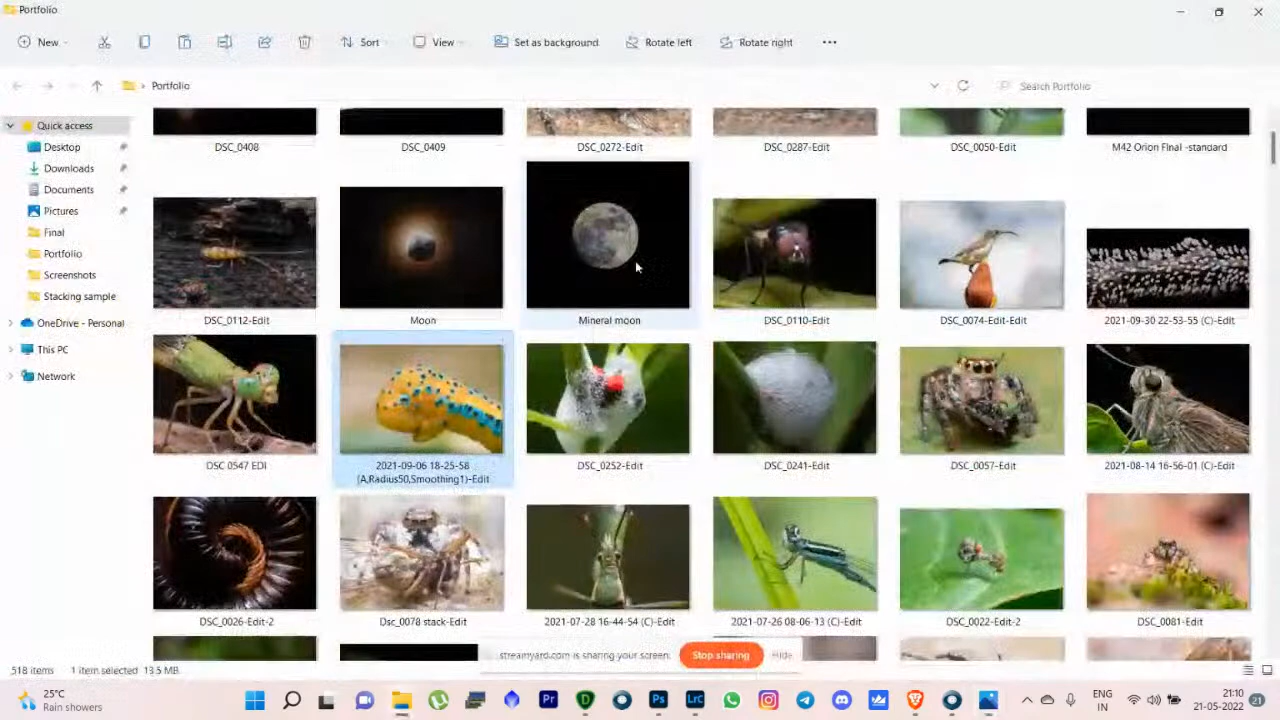 Portfolio
New
Sort
View
Set as background
Rotate left
Rotate right
Portfolio
Search Portfolio
Quick access
Desktop
Downloads
Documents
Pictures
Final
Portfolio
Screenshots
Stacking sample
OneDrive - Personal
This PC
Network
DSC_0408
DSC_0409
DSC_0272-Edit
DSC_0287-Edit
DSC_0050-Edit
M42 Orion Final -standard
DSC_0112-Edit
Moon
Mineral moon
DSC_0110-Edit
DSC_0074-Edit-Edit
2021-09-30 22-53-55 (C)-Edit
DSC 0547 EDI
2021-09-06 18-25-58
(A,Radius50,Smoothing1)-Edit
DSC_0252-Edit
DSC_0241-Edit
DSC_0057-Edit
2021-08-14 16-56-01 (C)-Edit
DSC_0026-Edit-2
Dsc_0078 stack-Edit
2021-07-28 16-44-54 (C)-Edit
2021-07-26 08-06-13 (C)-Edit
DSC_0022-Edit-2
DSC_0081-Edit
streamyard.com is sharing your screen.
Stop sharing
Hide
518 items
1 item selected 13.5 MB
25°C
Rain showers
Pr
Ps
LrC
ENG
IN
21:10
21-05-2022
21